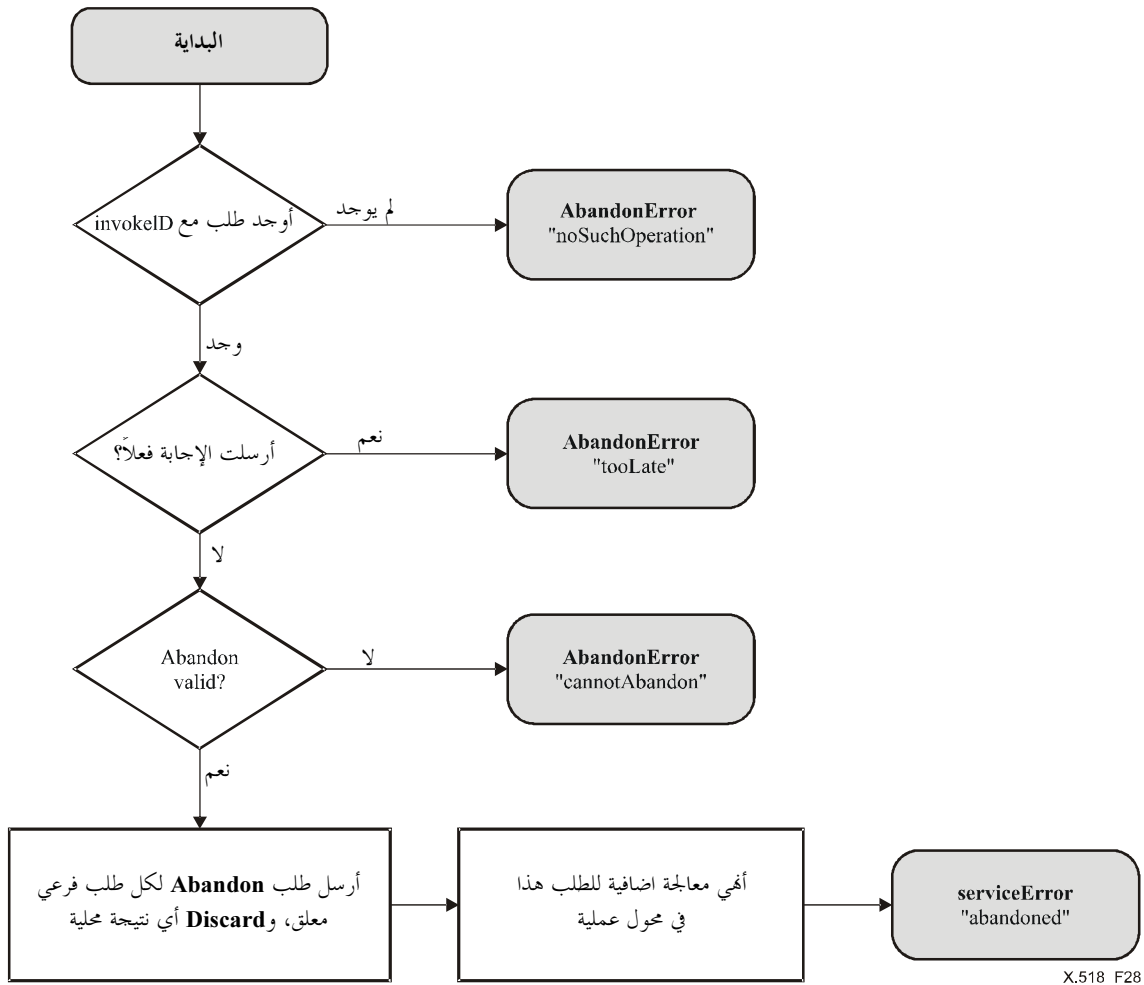 البداية
أوجد طلب مع invokeID
لم يوجد
AbandonError
"noSuchOperation"
وجد
أرسلت الإجابة فعلاً؟
نعم
AbandonError
"tooLate"
لا
Abandon
valid?
لا
AbandonError
"cannotAbandon"
نعم
أرسل طلب Abandon لكل طلب فرعي
معلق، وDiscard أي نتيجة محلية
أنهي معالجة اضافية للطلب هذا
في محول عملية
serviceError
"abandoned"
X.518_F28